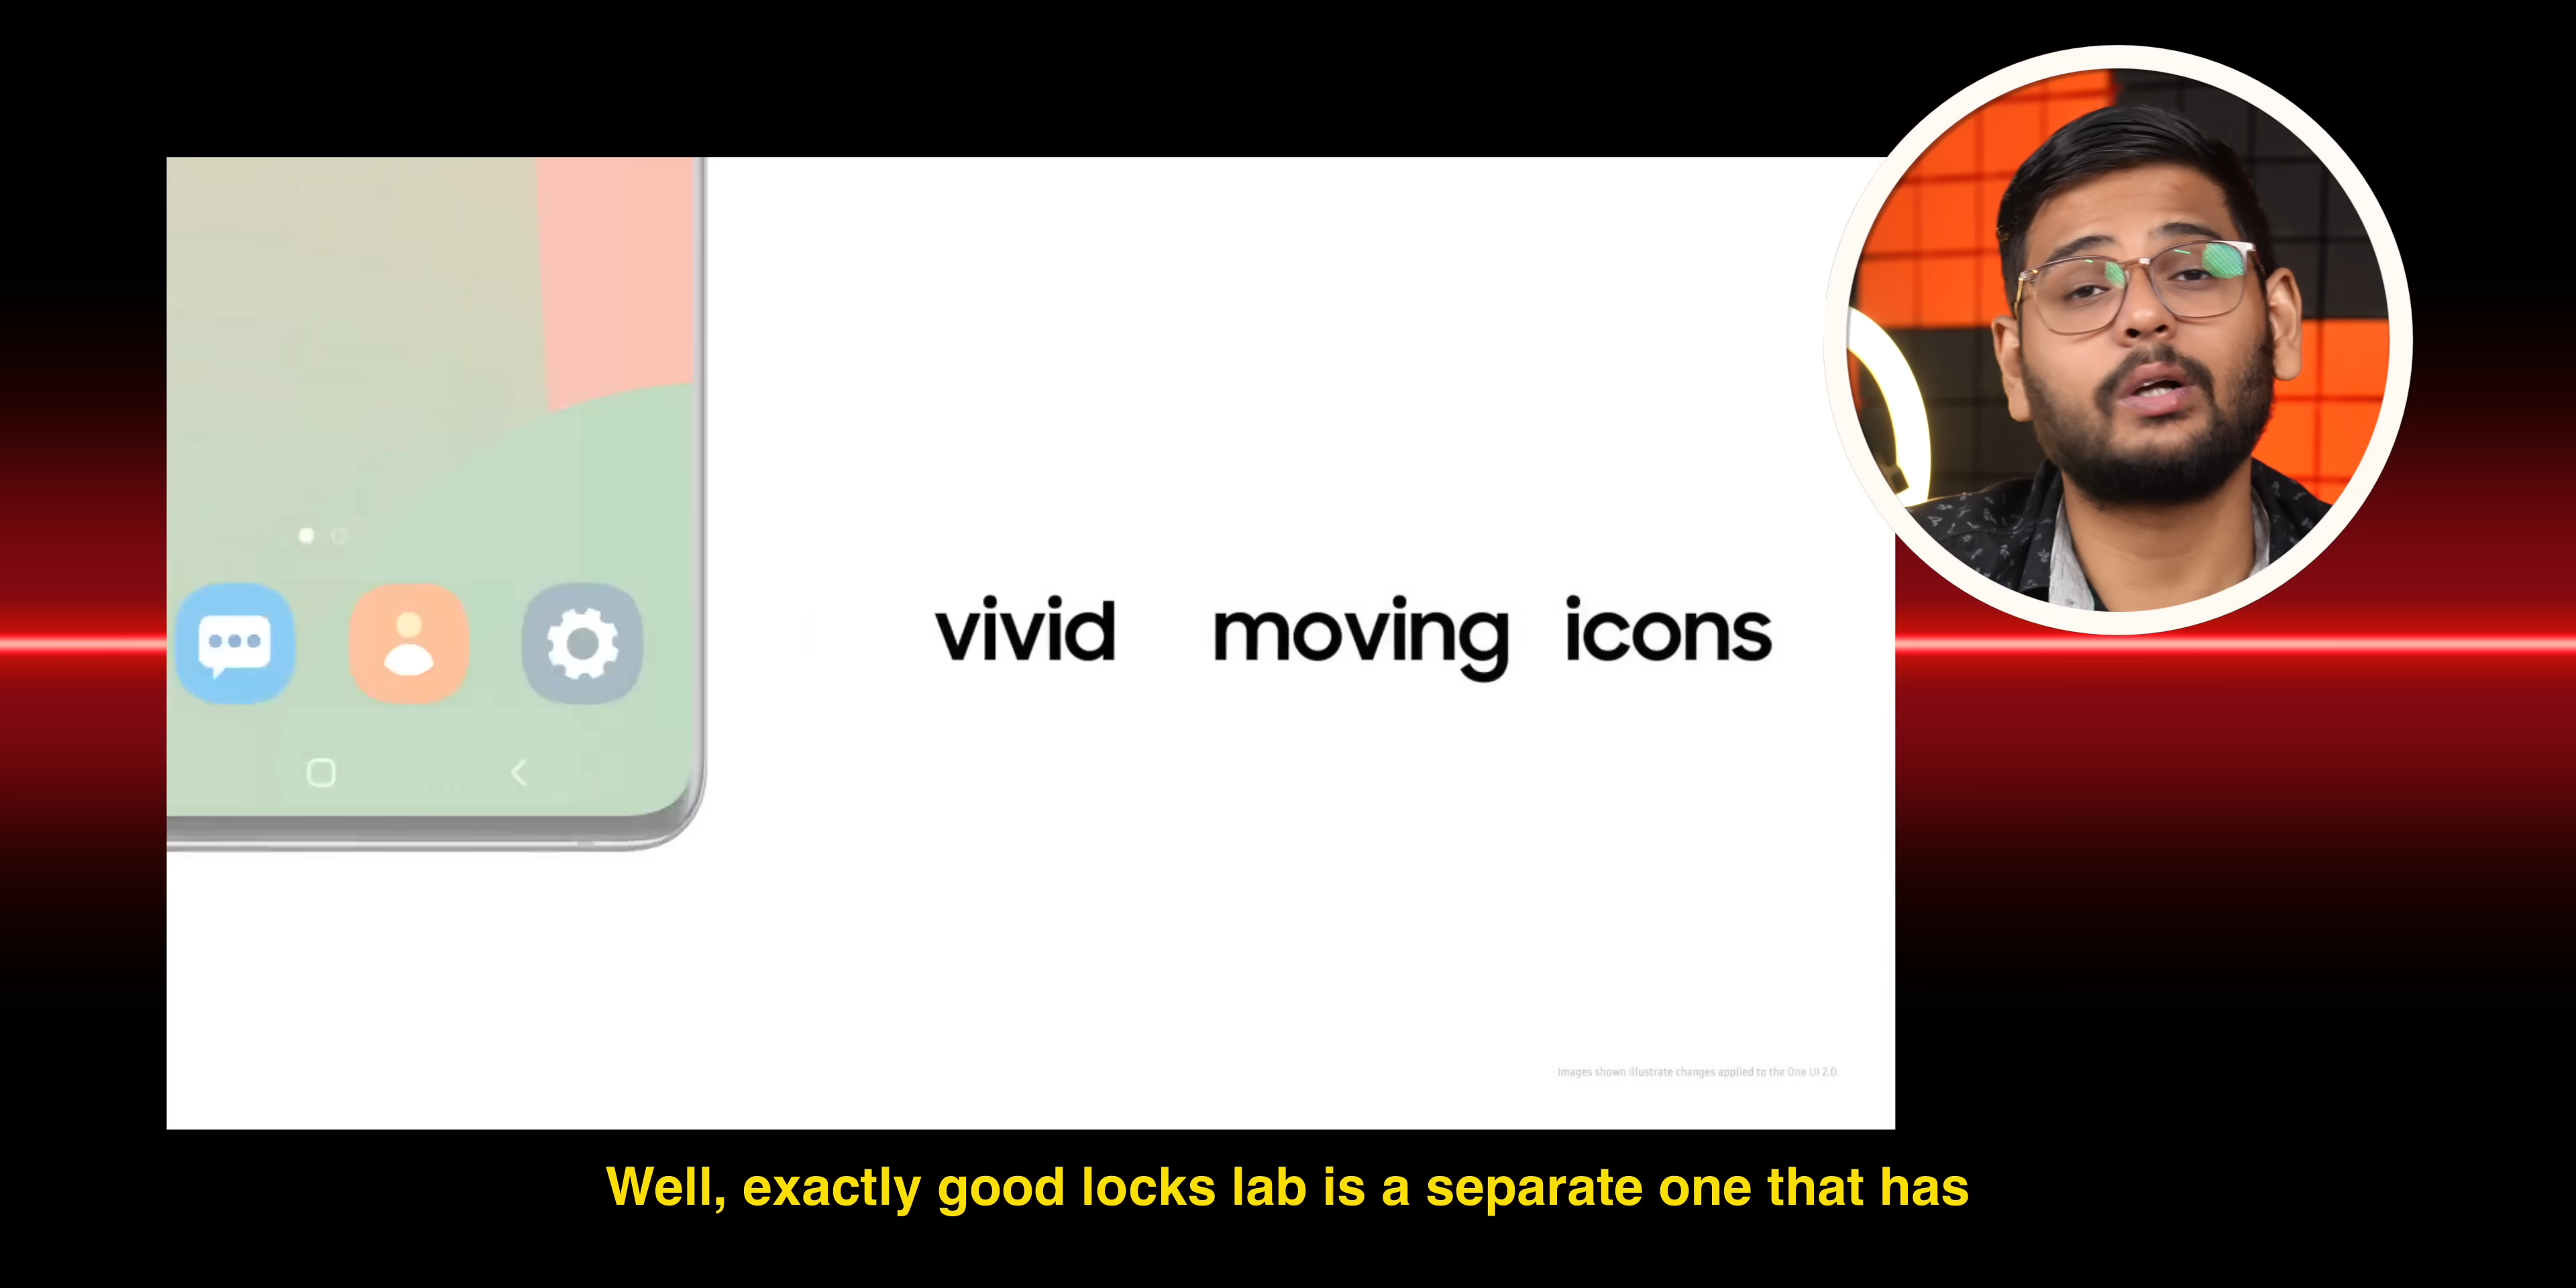 vivid moving icons
· Images shown illustrate changes applied to the One UI 2.0.
Well, exactly good locks lab is a separate one that has